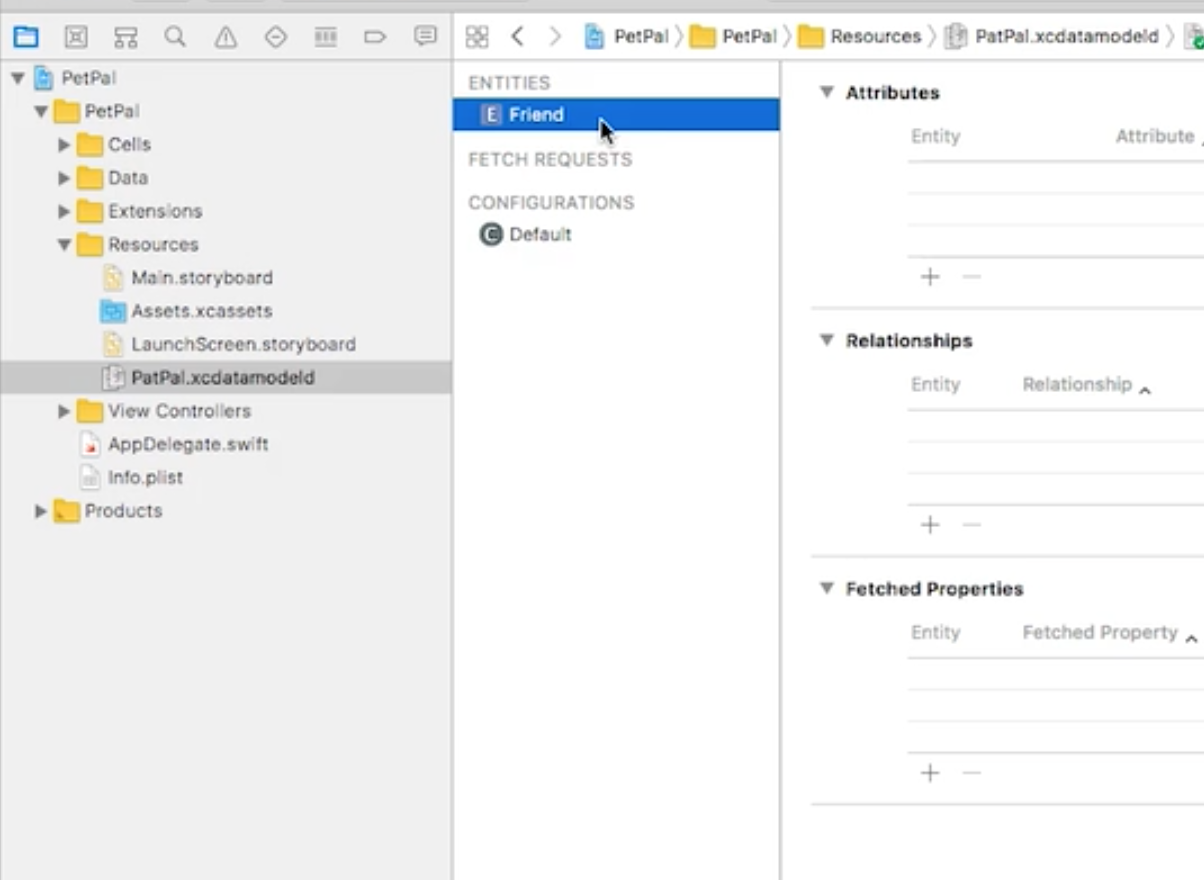 PetPal PetPal Resources PatPal.xcdatamodeld
PetPal
PetPal
Cells
Data
Extensions
Resources
Main.storyboard
Assets.xcassets
LaunchScreen.storyboard
PatPal.xcdatamodeld
View Controllers
AppDelegate.swift
Info.plist
Products
ENTITIES
E Friend
FETCH REQUESTS
CONFIGURATIONS
C Default
Attributes
Entity Attribute
Relationships
Entity Relationship
Fetched Properties
Entity Fetched Property